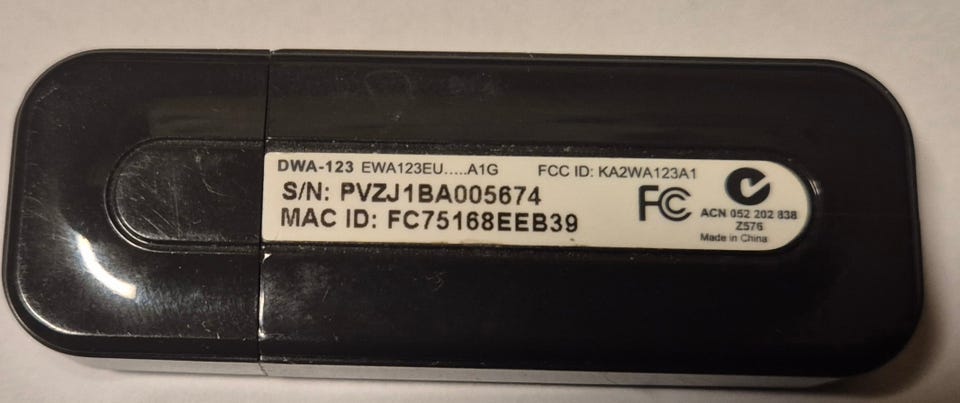 DWA-123 EWA123EU.....A1G FCC ID: KA2WA123A1
S/N: PVZJ1BA005674
MAC ID: FC75168EEB39
FC
ACN 052 202 838
Z576
Made in China